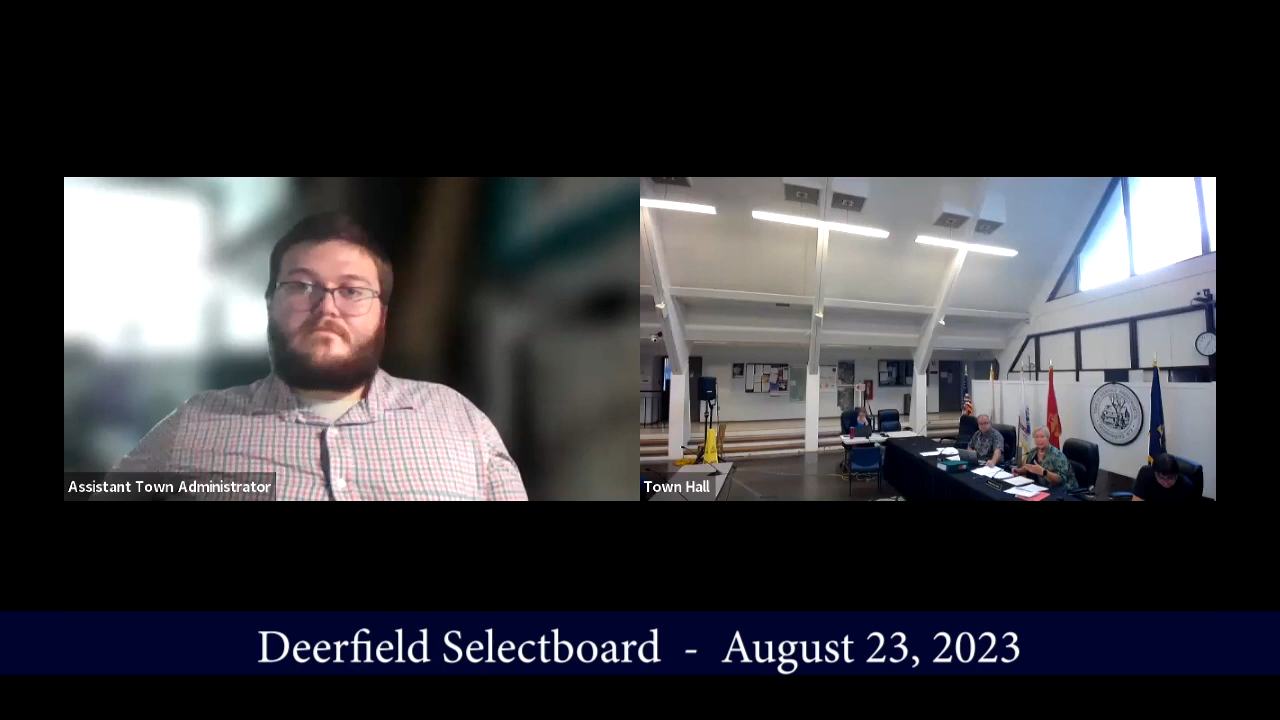 Assistant Town Administrator
Town Hall
Deerfield Selectboard - August 23, 2023